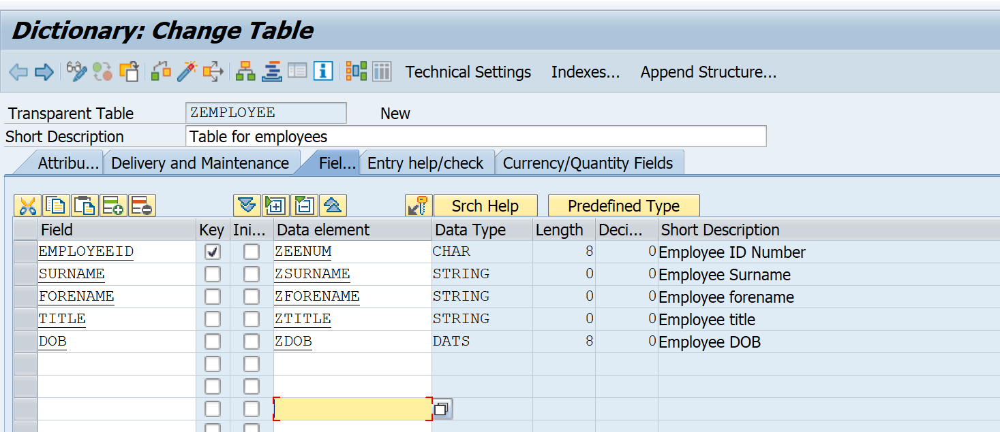 Dictionary: Change Table
Technical Settings Indexes... Append Structure...
Transparent Table ZEMPLOYEE New
Short Description Table for employees
Attribu... Delivery and Maintenance Fiel... Entry help/check Currency/Quantity Fields
Srch Help Predefined Type
Field Key Ini... Data element Data Type Length Deci... Short Description
EMPLOYEEID ZEENUM CHAR 8 0 Employee ID Number
SURNAME ZSURNAME STRING 0 0 Employee Surname
FORENAME ZFORENAME STRING 0 0 Employee forename
TITLE ZTITLE STRING 0 0 Employee title
DOB ZDOB DATS 8 0 Employee DOB